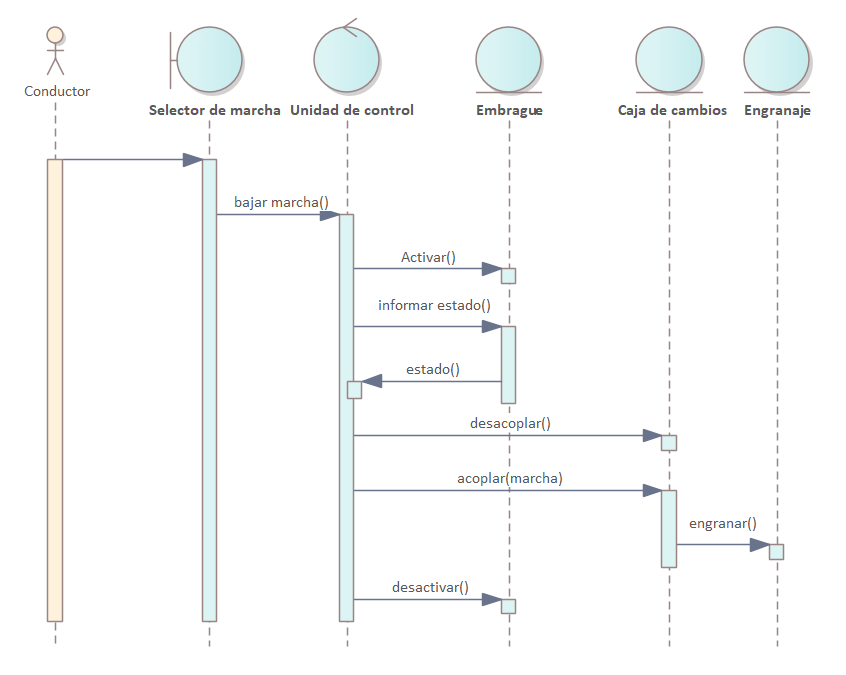 Conductor
Selector de marcha
Unidad de control
Embrague
Caja de cambios
Engranaje
bajar marcha()
Activar()
informar estado()
estado()
desacoplar()
acoplar(marcha)
engranar()
desactivar()